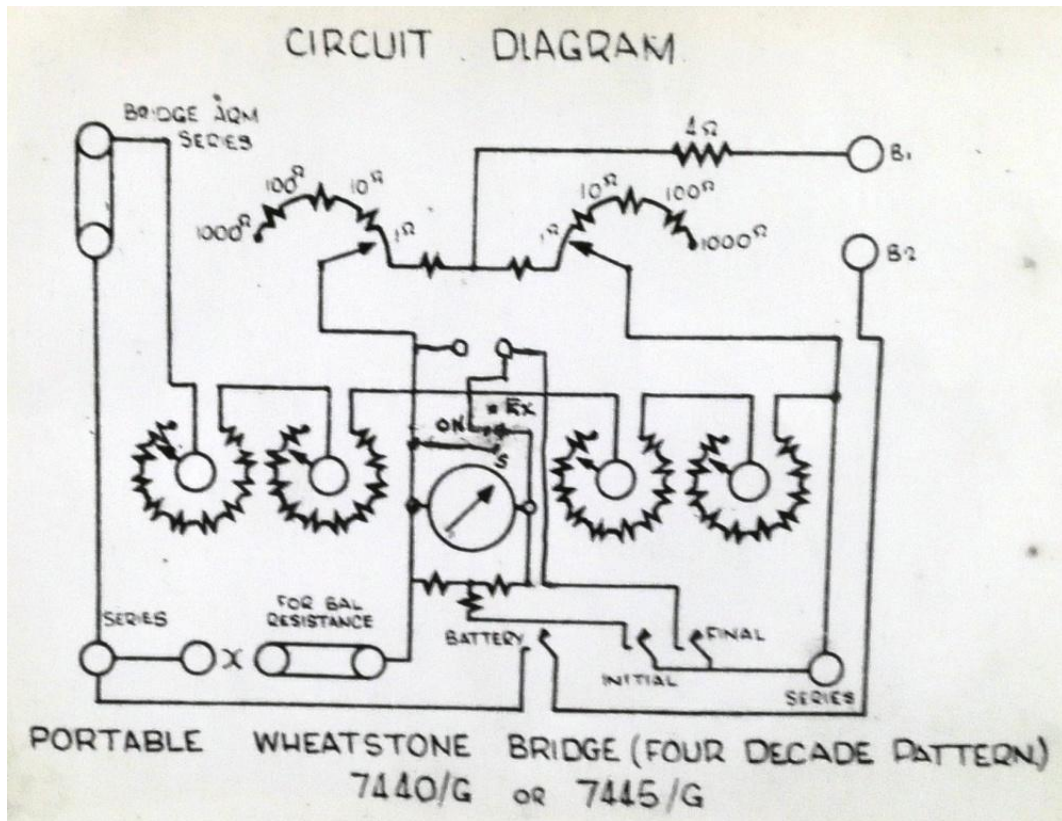 CIRCUIT DIAGRAM
BRIDGE ARM
SERIES
4Ω
B1
100Ω
10Ω
10Ω
100Ω
1000Ω
1Ω
1Ω
1000Ω
B2
* EX
ON
S
SERIES
FOR BAL
RESISTANCE
X
BATTERY
FINAL
INITIAL
SERIES
PORTABLE WHEATSTONE BRIDGE (FOUR DECADE PATTERN)
7440/G OR 7445/G